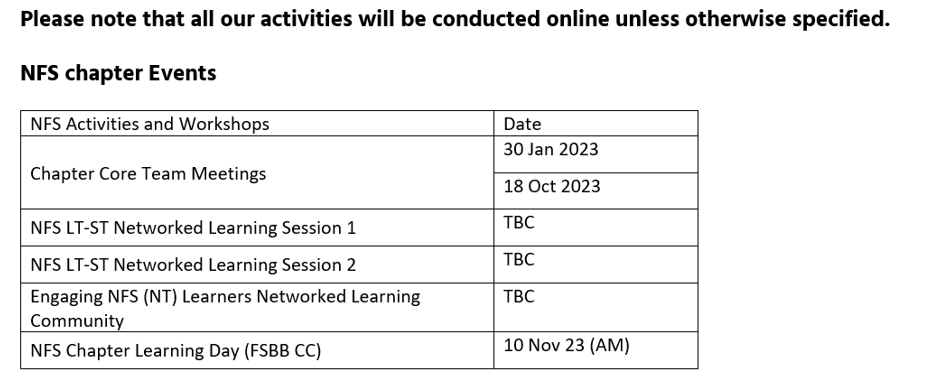 Please note that all our activities will be conducted online unless otherwise specified.
NFS chapter Events
NFS Activities and Workshops Date
Chapter Core Team Meetings 30 Jan 2023
18 Oct 2023
NFS LT-ST Networked Learning Session 1 TBC
NFS LT-ST Networked Learning Session 2 TBC
Engaging NFS (NT) Learners Networked Learning TBC
Community
NFS Chapter Learning Day (FSBB CC) 10 Nov 23 (AM)